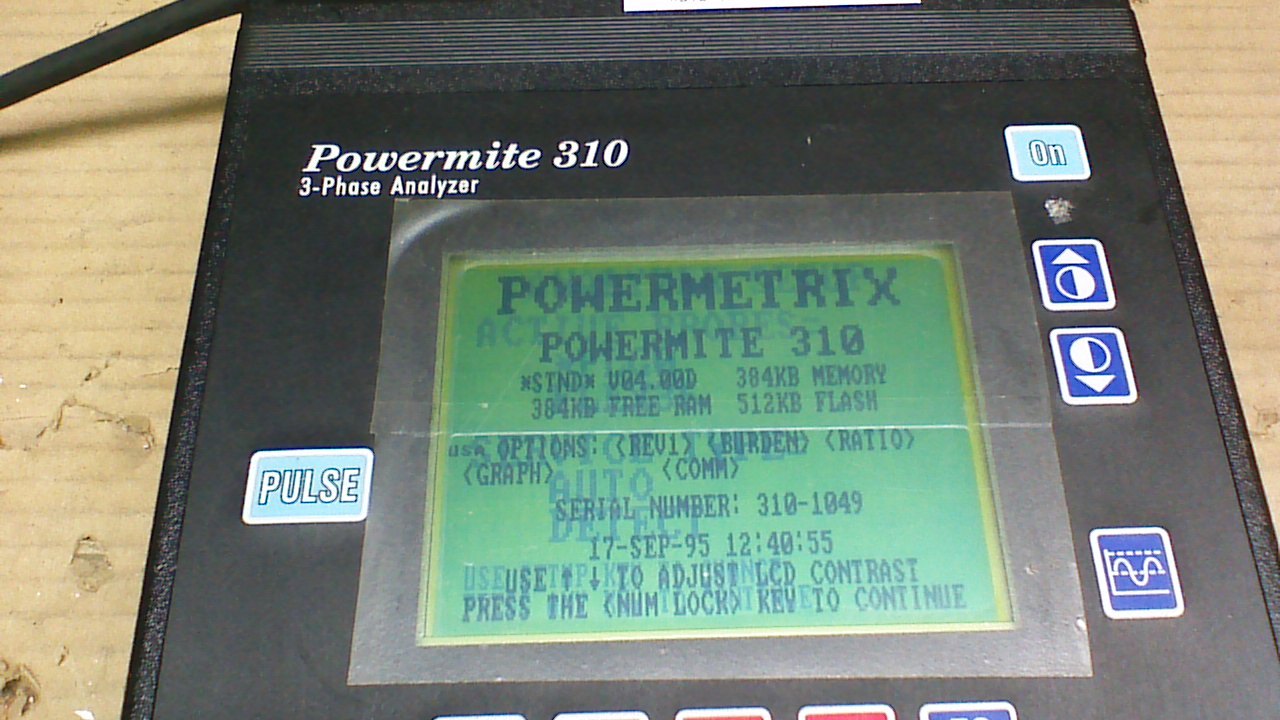 Powermite 310
3-Phase Analyzer
On
POWERMETRIX
POWERMITE 310
*STND* V04.00D 384KB MEMORY
384KB FREE RAM 512KB FLASH
OPTIONS: <REV1> <BURDEN> <RATIO>
<GRAPH> <COMM>
AUTO
SERIAL NUMBER: 310-1049
DETECT
17-SEP-95 12:40:55
USE ↑ ↓ TO ADJUST LCD CONTRAST
PRESS THE <NUM LOCK> KEY TO CONTINUE
PULSE